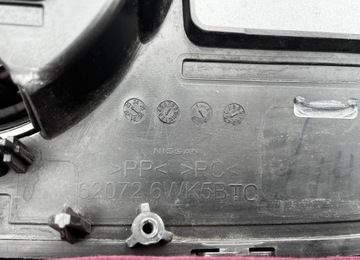 NISSAN
>PP< >PC<
62072 6WK5BTC